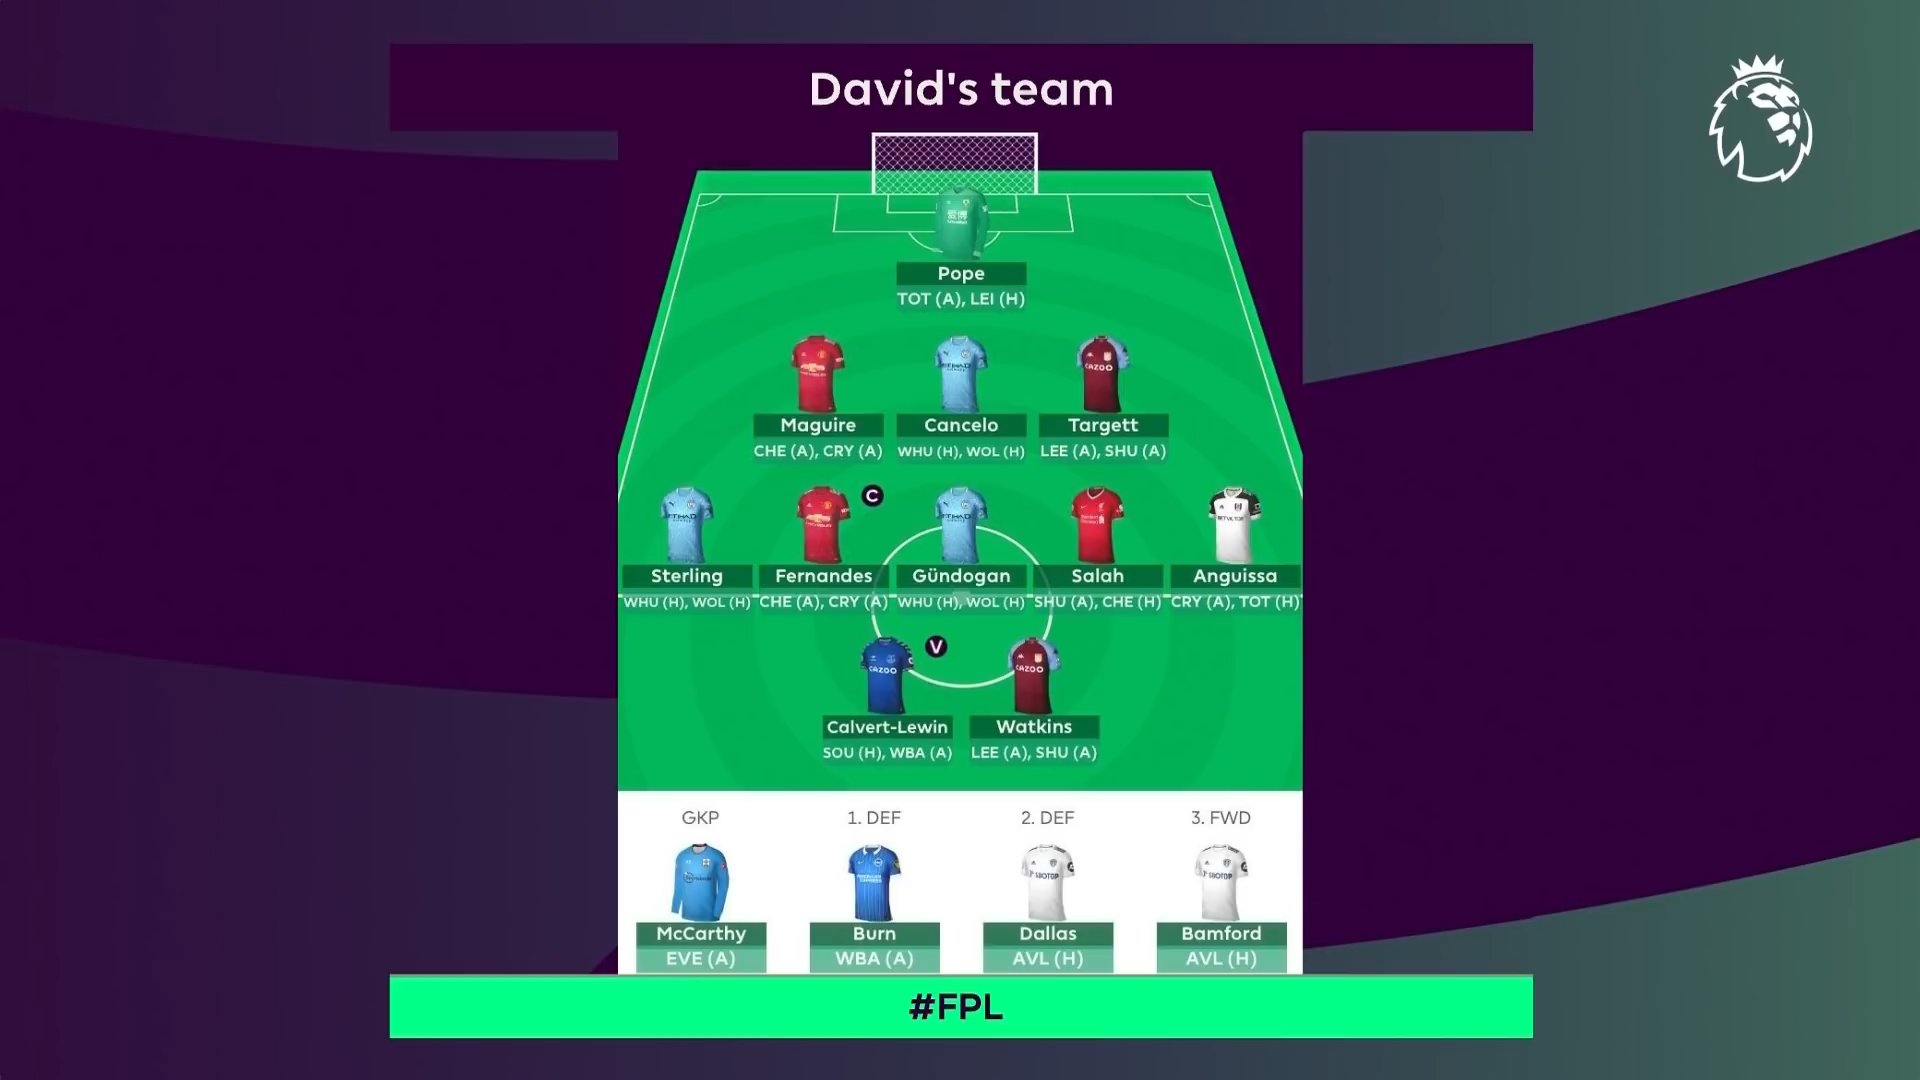 David's team
Pope
TOT (A), LEI (H)
Maguire Cancelo Targett
CHE (A), CRY (A) WHU (H), WOL (H) LEE (A), SHU (A)
C
Sterling Fernandes Gündogan Salah Anguissa
WHU (H), WOL (H) CHE (A), CRY (A) WHU (H), WOL (H) SHU (A), CHE (H) CRY (A), TOT (H)
V
CAZOO CAZOO
Calvert-Lewin Watkins
SOU (H), WBA (A) LEE (A), SHU (A)
GKP 1. DEF 2. DEF 3. FWD
McCarthy Burn Dallas Bamford
EVE (A) WBA (A) AVL (H) AVL (H)
#FPL